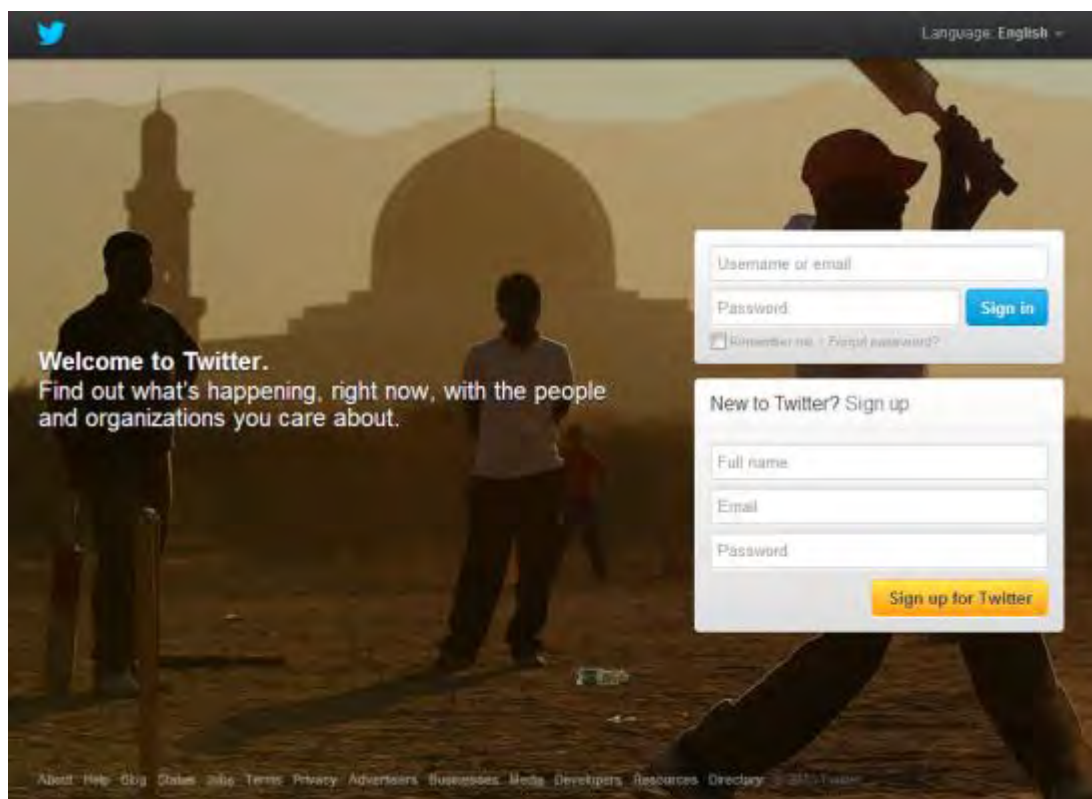 Language: English
Welcome to Twitter.
Find out what's happening, right now, with the people
and organizations you care about.
Username or email
Password
Sign in
Remember me · Forgot password?
New to Twitter? Sign up
Full name
Email
Password
Sign up for Twitter
About Help Blog Status Jobs Terms Privacy Advertisers Businesses Media Developers Resources Directory © Twitter